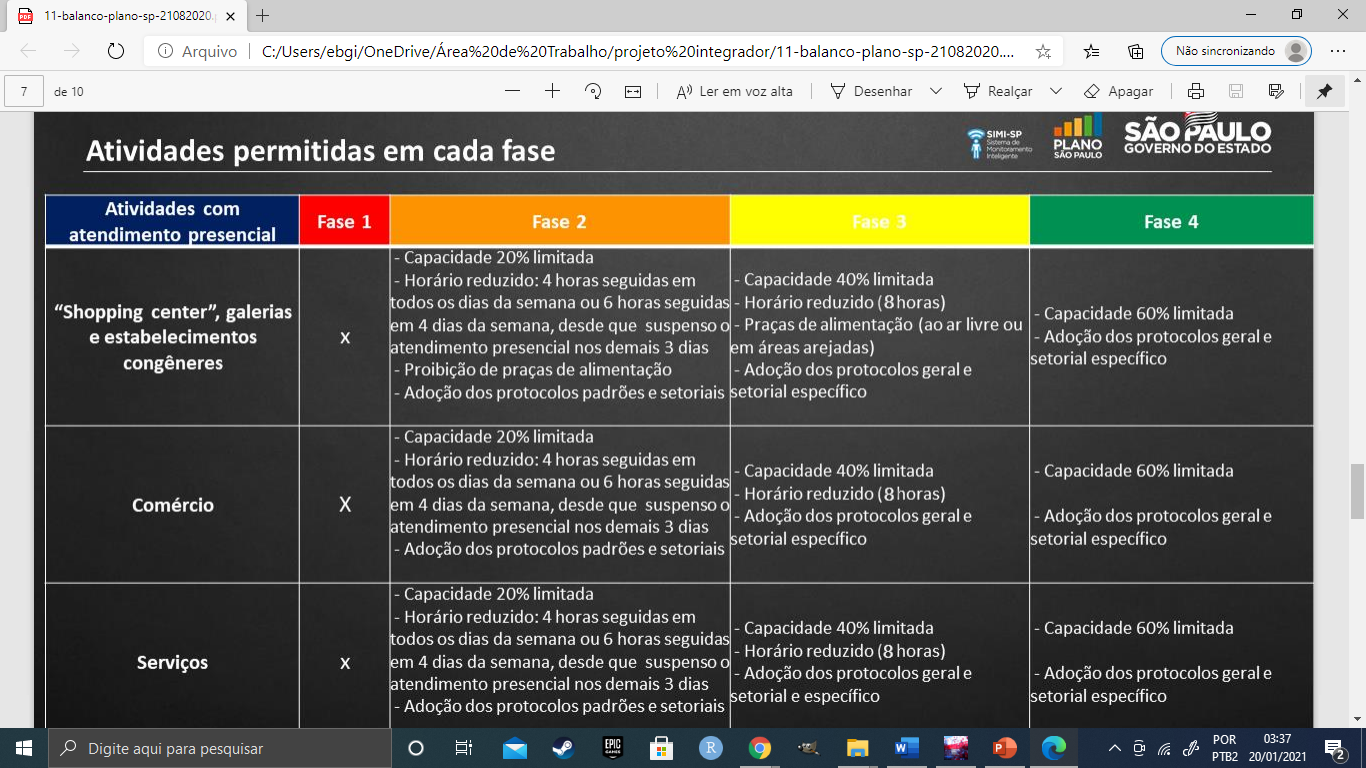 11-balanco-plano-sp-21082020.
Arquivo
C:/Users/ebgi/OneDrive/Área%20de%20Trabalho/projeto%20integrador/11-balanco-plano-sp-21082020....
Não sincronizando
7 de 10
Ler em voz alta
Desenhar
Realçar
Apagar
Atividades permitidas em cada fase
SIMI-SP
Sistema de
Monitoramento
Inteligente
PLANO
SÃO PAULO
SÃO PAULO
GOVERNO DO ESTADO
Atividades com
atendimento presencial
Fase 1
Fase 2
Fase 3
Fase 4
“Shopping center”, galerias
e estabelecimentos
congêneres
x
- Capacidade 20% limitada
- Horário reduzido: 4 horas seguidas em
todos os dias da semana ou 6 horas seguidas
em 4 dias da semana, desde que suspenso o
atendimento presencial nos demais 3 dias
- Proibição de praças de alimentação
- Adoção dos protocolos padrões e setoriais
- Capacidade 40% limitada
- Horário reduzido (8 horas)
- Praças de alimentação (ao ar livre ou
em áreas arejadas)
- Adoção dos protocolos geral e
setorial específico
- Capacidade 60% limitada
- Adoção dos protocolos geral e
setorial específico
Comércio
X
- Capacidade 20% limitada
- Horário reduzido: 4 horas seguidas em
todos os dias da semana ou 6 horas seguidas
em 4 dias da semana, desde que suspenso o
atendimento presencial nos demais 3 dias
- Adoção dos protocolos padrões e setoriais
- Capacidade 40% limitada
- Horário reduzido (8 horas)
- Adoção dos protocolos geral e
setorial específico
- Capacidade 60% limitada
- Adoção dos protocolos geral e
setorial específico
Serviços
x
- Capacidade 20% limitada
- Horário reduzido: 4 horas seguidas em
todos os dias da semana ou 6 horas seguidas
em 4 dias da semana, desde que suspenso o
atendimento presencial nos demais 3 dias
- Adoção dos protocolos padrões e setoriais
- Capacidade 40% limitada
- Horário reduzido (8 horas)
- Adoção dos protocolos geral e
setorial e específico
- Capacidade 60% limitada
- Adoção dos protocolos geral e
setorial específico
Digite aqui para pesquisar
EPIC
GAMES
R
W
P
POR
PTB2
03:37
20/01/2021
2